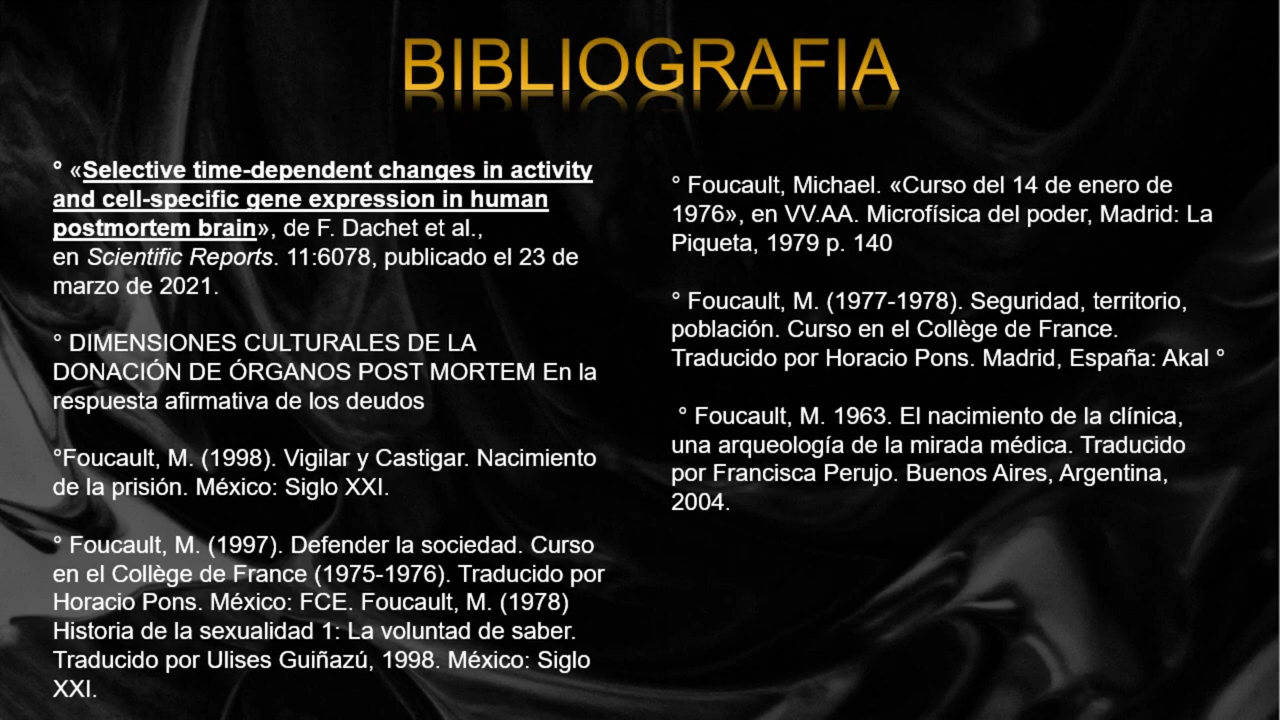 BIBLIOGRAFIA
° «Selective time-dependent changes in activity
and cell-specific gene expression in human
postmortem brain», de F. Dachet et al.,
en Scientific Reports. 11:6078, publicado el 23 de
marzo de 2021.
° DIMENSIONES CULTURALES DE LA
DONACIÓN DE ÓRGANOS POST MORTEM En la
respuesta afirmativa de los deudos
°Foucault, M. (1998). Vigilar y Castigar. Nacimiento
de la prisión. México: Siglo XXI.
° Foucault, M. (1997). Defender la sociedad. Curso
en el Collège de France (1975-1976). Traducido por
Horacio Pons. México: FCE. Foucault, M. (1978)
Historia de la sexualidad 1: La voluntad de saber.
Traducido por Ulises Guiñazú, 1998. México: Siglo
XXI.
° Foucault, Michael. «Curso del 14 de enero de
1976», en VV.AA. Microfísica del poder, Madrid: La
Piqueta, 1979 p. 140
° Foucault, M. (1977-1978). Seguridad, territorio,
población. Curso en el Collège de France.
Traducido por Horacio Pons. Madrid, España: Akal °
° Foucault, M. 1963. El nacimiento de la clínica,
una arqueología de la mirada médica. Traducido
por Francisca Perujo. Buenos Aires, Argentina,
2004.